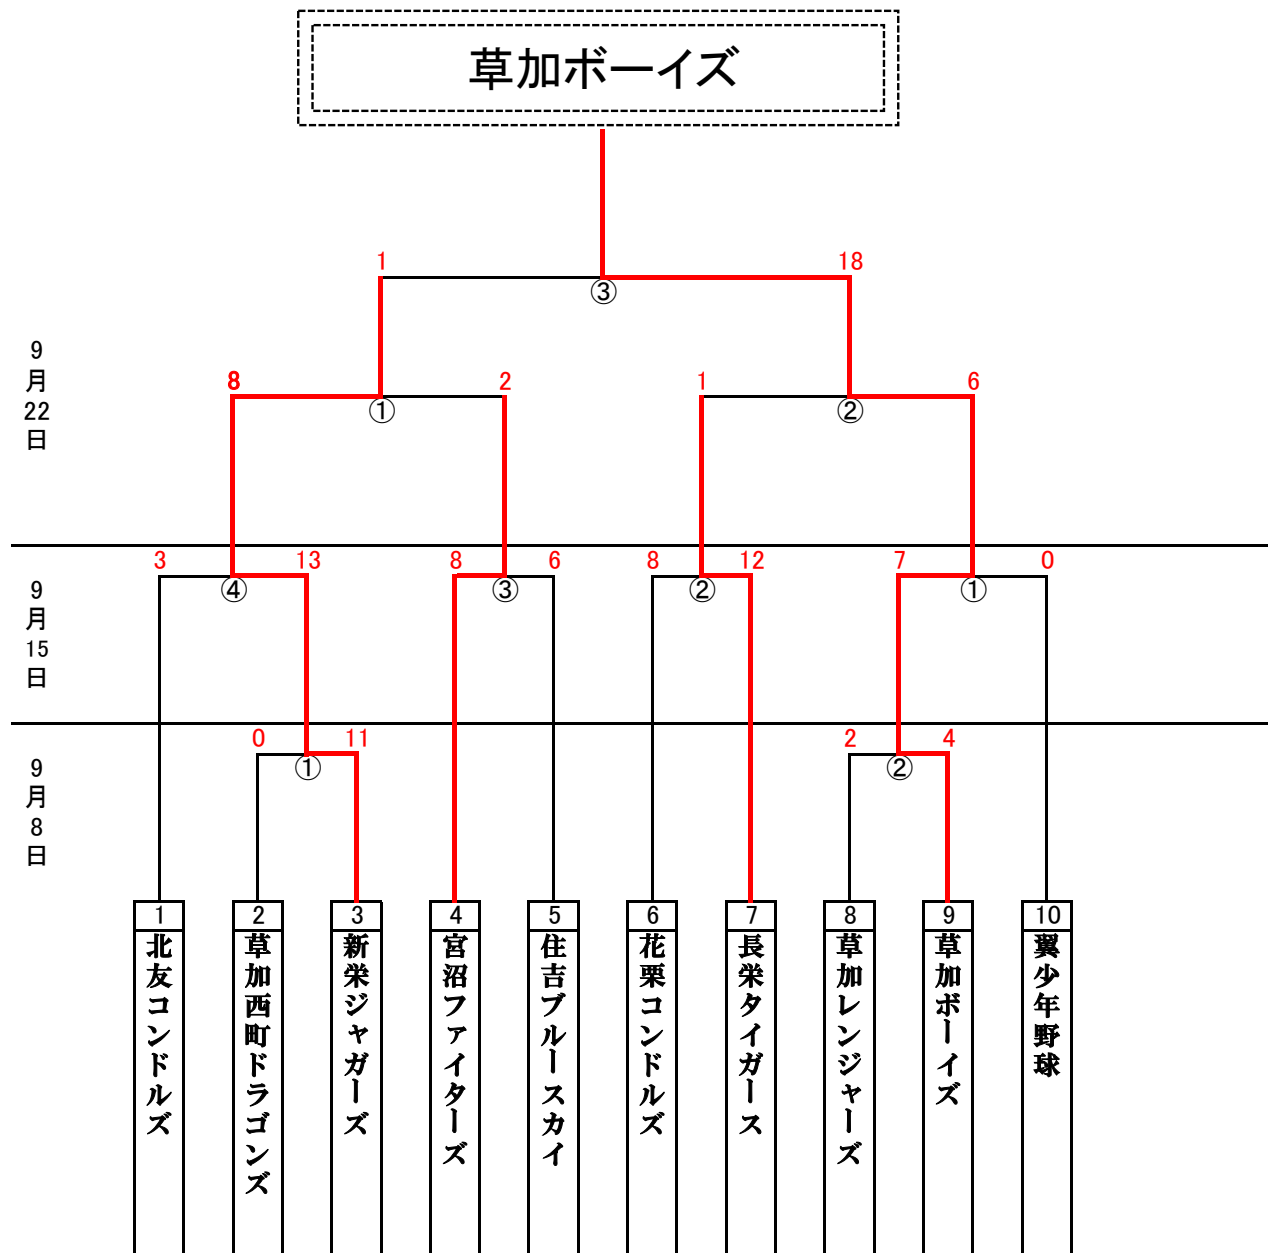 草加ボーイズ
1 18
③
9月22日
8 2 1 6
① ②
3 13 8 6 8 12 7 0
④ ③ ② ①
9月15日
0 11 2 4
① ②
9月8日
1 2 3 4 5 6 7 8 9 10
北友コンドルズ
草加西町ドラゴンズ
新栄ジャガーズ
宮沼ファイターズ
住吉ブルースカイ
花栗コンドルズ
長栄タイガース
草加レンジャーズ
草加ボーイズ
翼少年野球